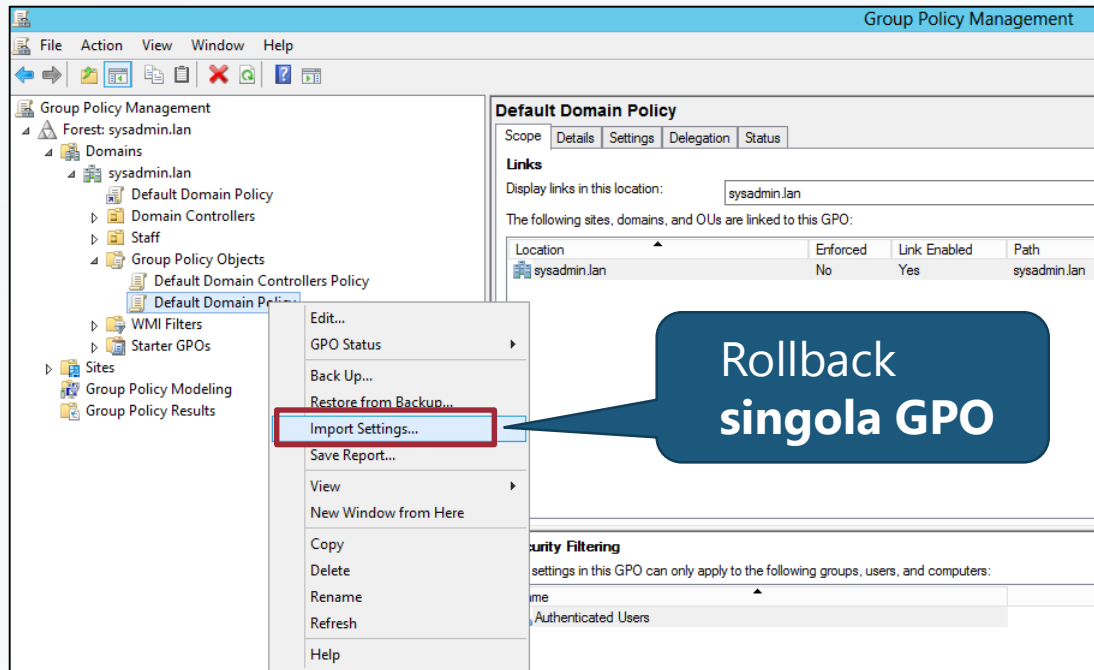 Group Policy Management
File Action View Window Help
Group Policy Management
Forest: sysadmin.lan
Domains
sysadmin.lan
Default Domain Policy
Domain Controllers
Staff
Group Policy Objects
Default Domain Controllers Policy
Default Domain Policy
WMI Filters
Starter GPOs
Sites
Group Policy Modeling
Group Policy Results
Edit...
GPO Status
Back Up...
Restore from Backup...
Import Settings...
Save Report...
View
New Window from Here
Copy
Delete
Rename
Refresh
Help
Default Domain Policy
Scope Details Settings Delegation Status
Links
Display links in this location: sysadmin.lan
The following sites, domains, and OUs are linked to this GPO:
Location Enforced Link Enabled Path
sysadmin.lan No Yes sysadmin.lan
Rollback
singola GPO
urity Filtering
settings in this GPO can only apply to the following groups, users, and computers:
me
Authenticated Users